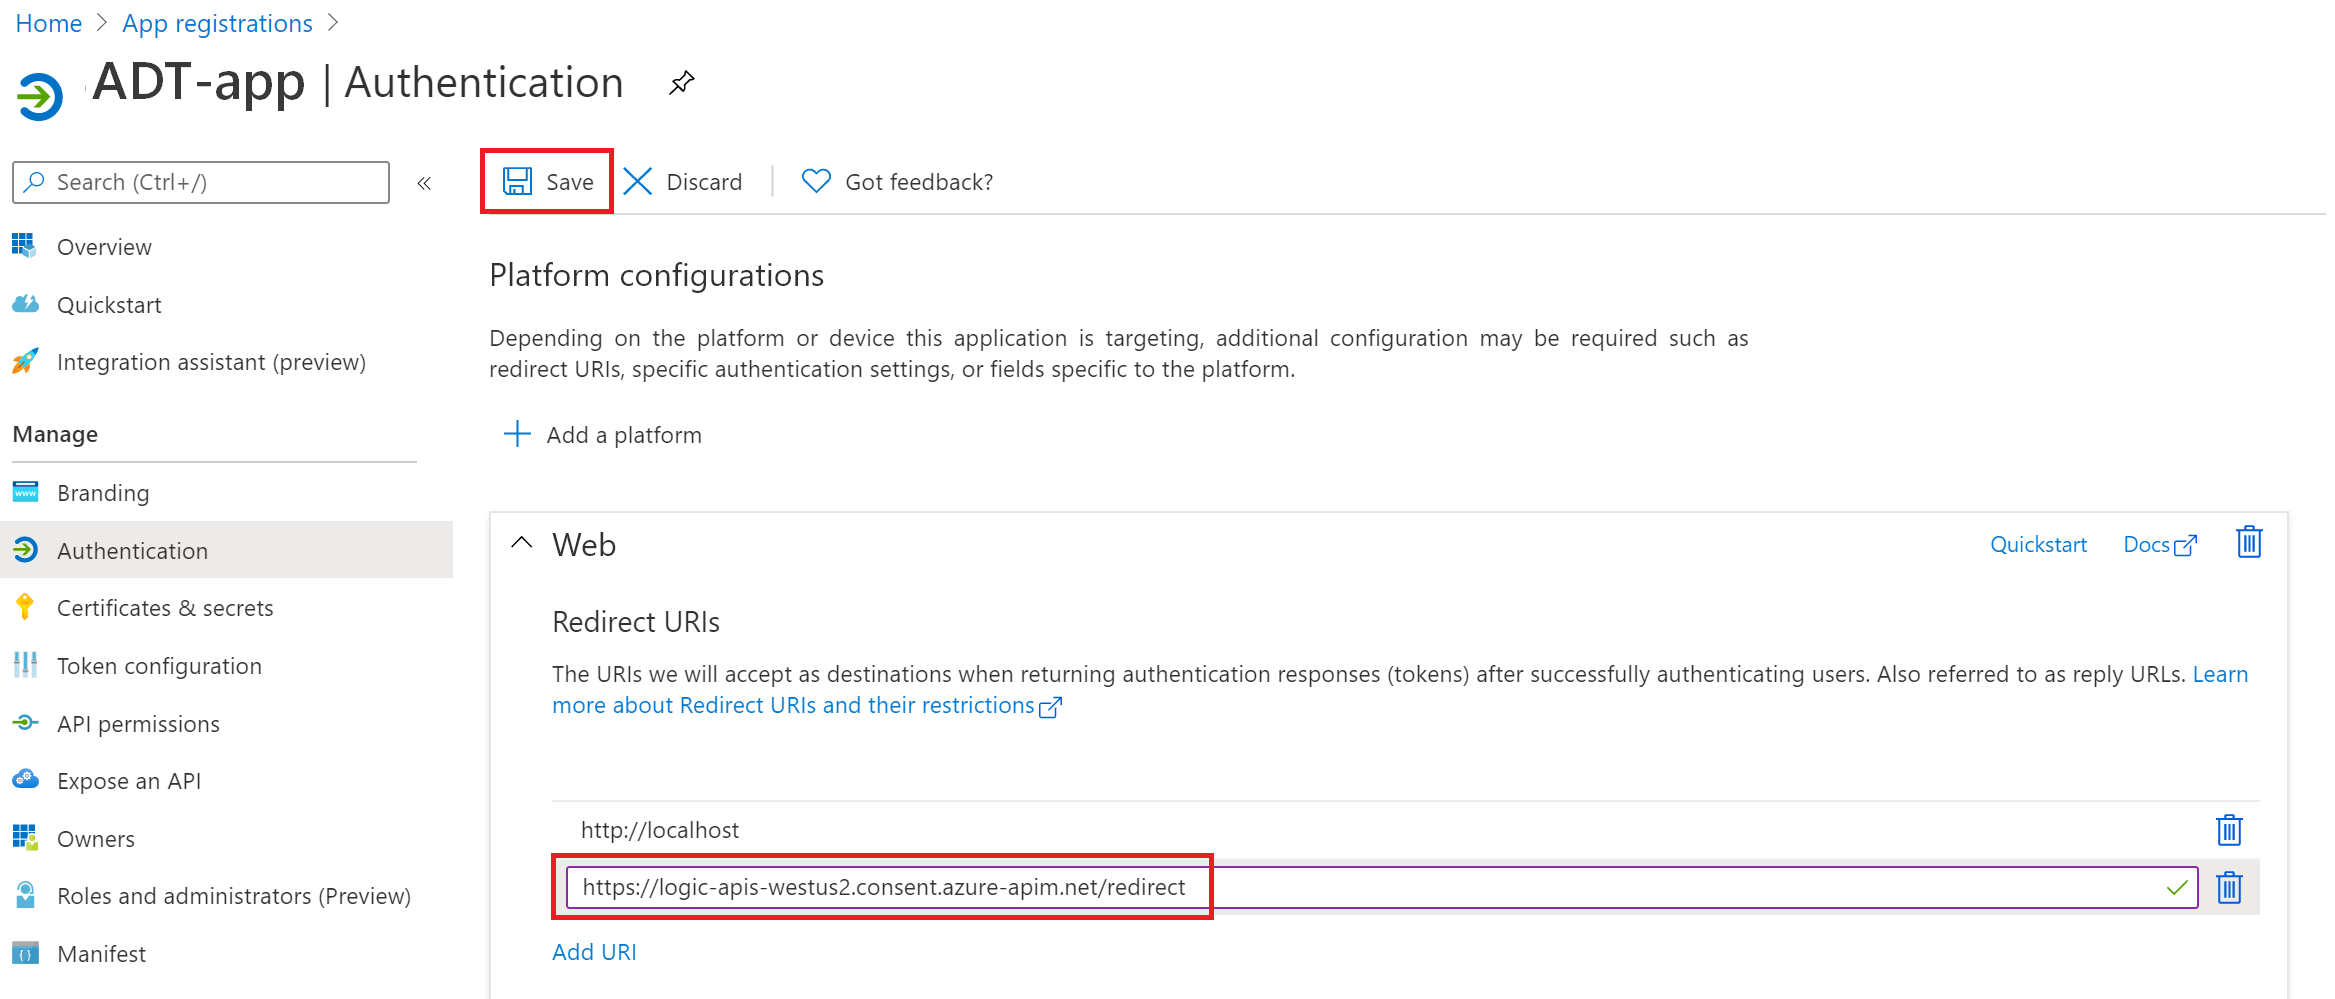 Home > App registrations >
ADT-app | Authentication
Search (Ctrl+/)
«
Save
Discard
Got feedback?
Overview
Quickstart
Integration assistant (preview)
Manage
Branding
Authentication
Certificates & secrets
Token configuration
API permissions
Expose an API
Owners
Roles and administrators (Preview)
Manifest
Platform configurations
Depending on the platform or device this application is targeting, additional configuration may be required such as
redirect URIs, specific authentication settings, or fields specific to the platform.
Add a platform
Web
Quickstart
Docs
Redirect URIs
The URIs we will accept as destinations when returning authentication responses (tokens) after successfully authenticating users. Also referred to as reply URLs. Learn
more about Redirect URIs and their restrictions
http://localhost
https://logic-apis-westus2.consent.azure-apim.net/redirect
Add URI